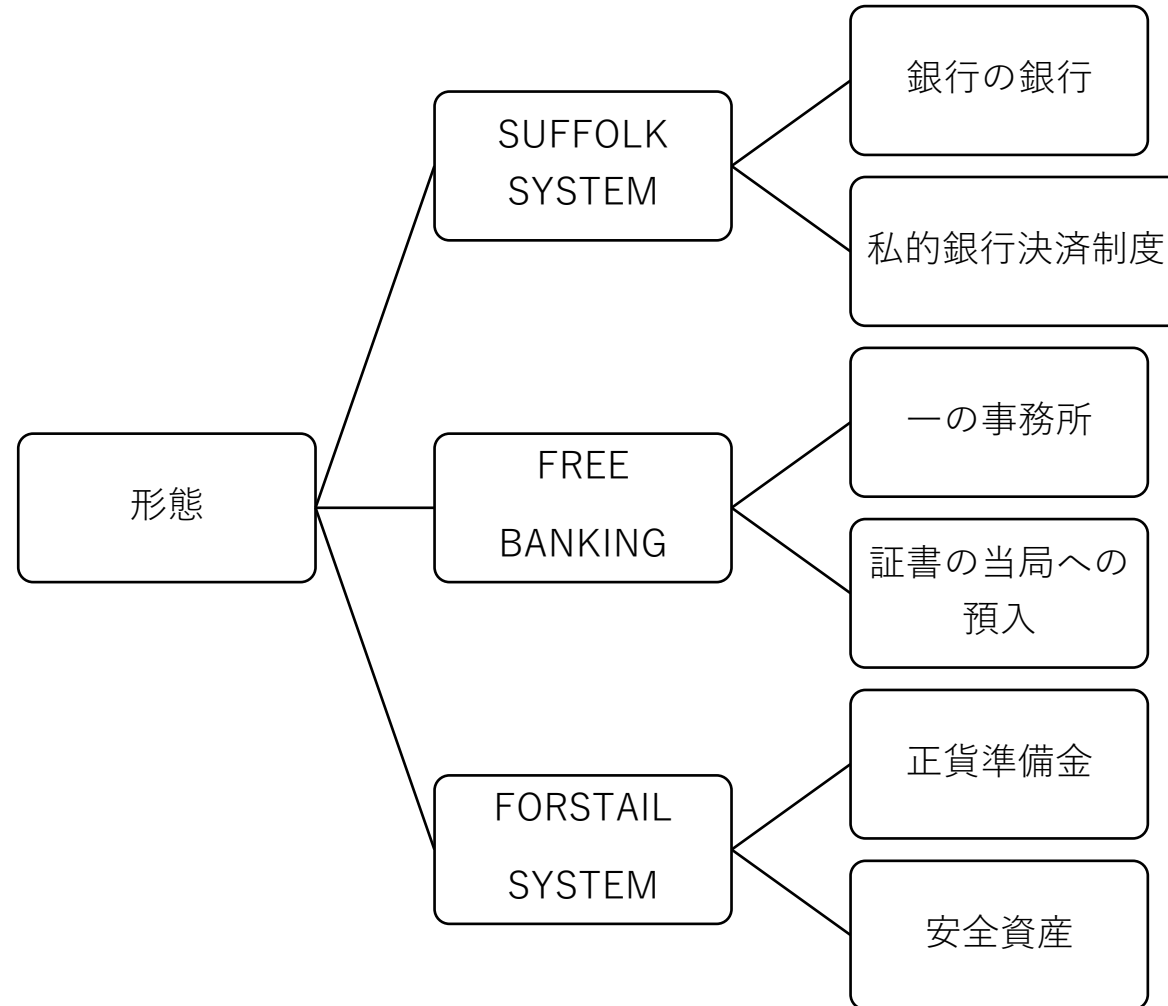 形態
SUFFOLK
SYSTEM
銀行の銀行
私的銀行決済制度
FREE
BANKING
一の事務所
証書の当局への
預入
FORSTAIL
SYSTEM
正貨準備金
安全資産